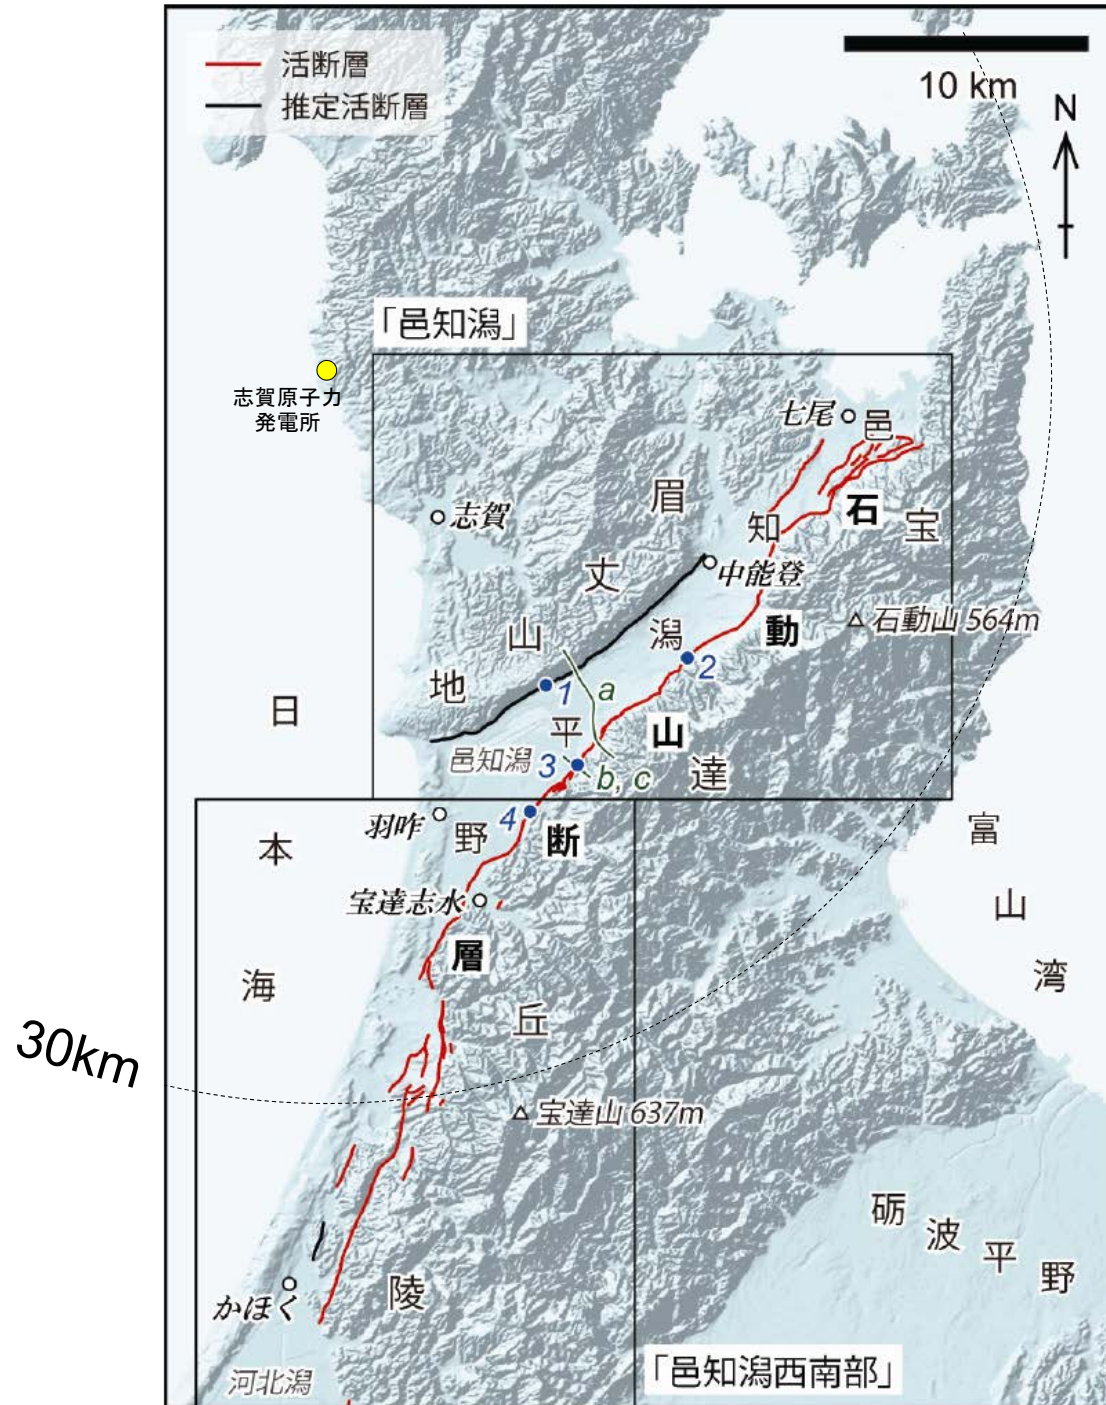 活断層
推定活断層
10 km
N
「邑知潟」
志賀原子力
発電所
七尾
邑
石
宝
眉
知
志賀
丈
中能登
動
石動山 564m
山
潟
2
地
1
a
日
平
山
邑知潟
3
b, c
達
羽咋
4
野
断
本
富
宝達志水
山
層
海
湾
丘
30km
宝達山 637m
砺
波
平
野
陵
かほく
河北潟
「邑知潟西南部」